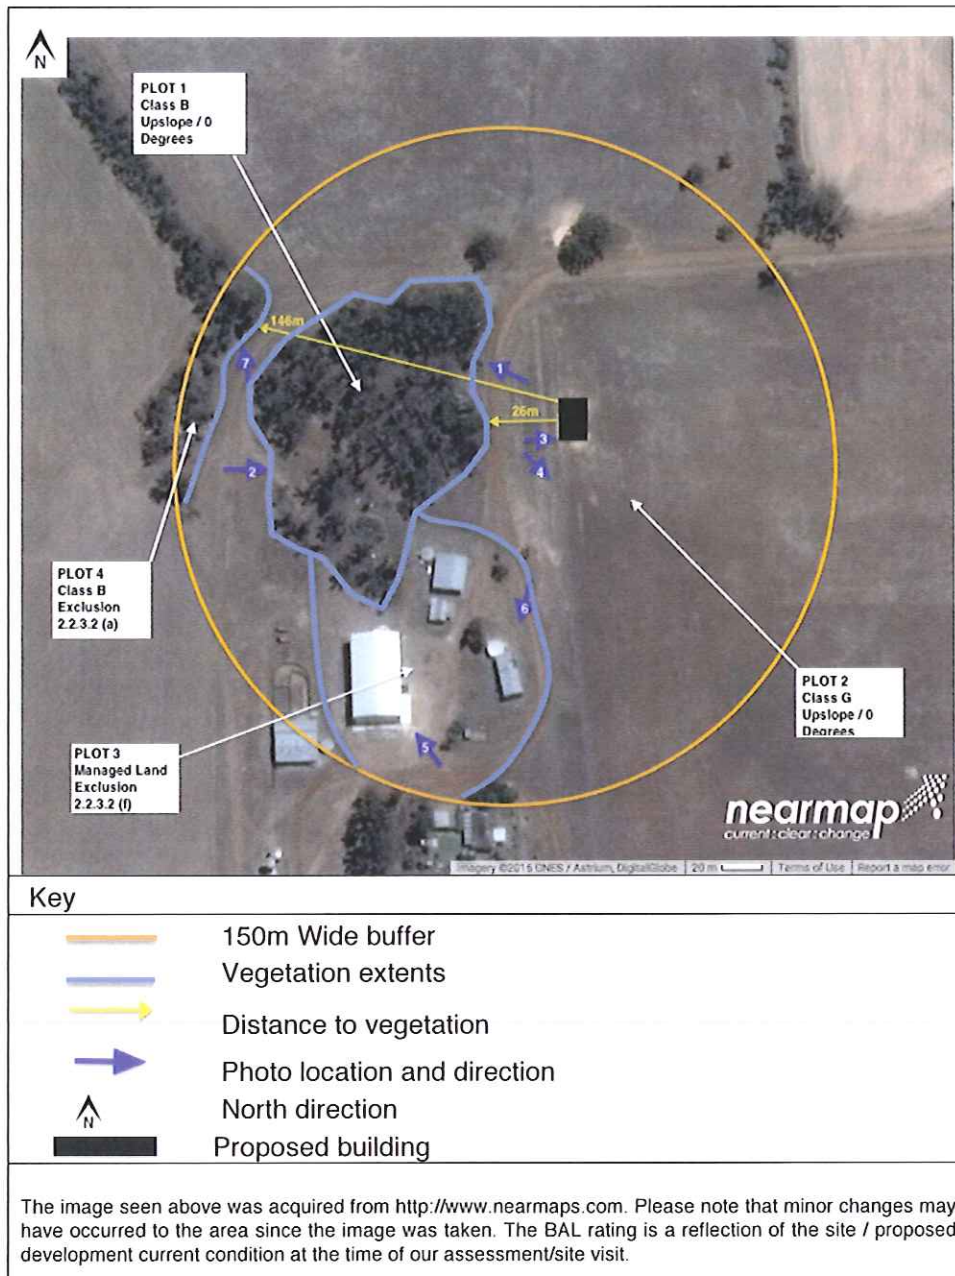 N
PLOT 1
Class B
Upslope / 0
Degrees
146m
7
1
26m
3
2
4
PLOT 4
Class B
Exclusion
2.2.3.2 (a)
6
PLOT 2
Class G
Upslope / 0
Degrees
5
PLOT 3
Managed Land
Exclusion
2.2.3.2 (f)
nearmap
current:clear:change
Imagery ©2015 CNES / Astrium, DigitalGlobe 20 m Terms of Use Report a map error
Key
150m Wide buffer
Vegetation extents
Distance to vegetation
Photo location and direction
N
North direction
Proposed building
The image seen above was acquired from http://www.nearmaps.com. Please note that minor changes may
have occurred to the area since the image was taken. The BAL rating is a reflection of the site / proposed
development current condition at the time of our assessment/site visit.